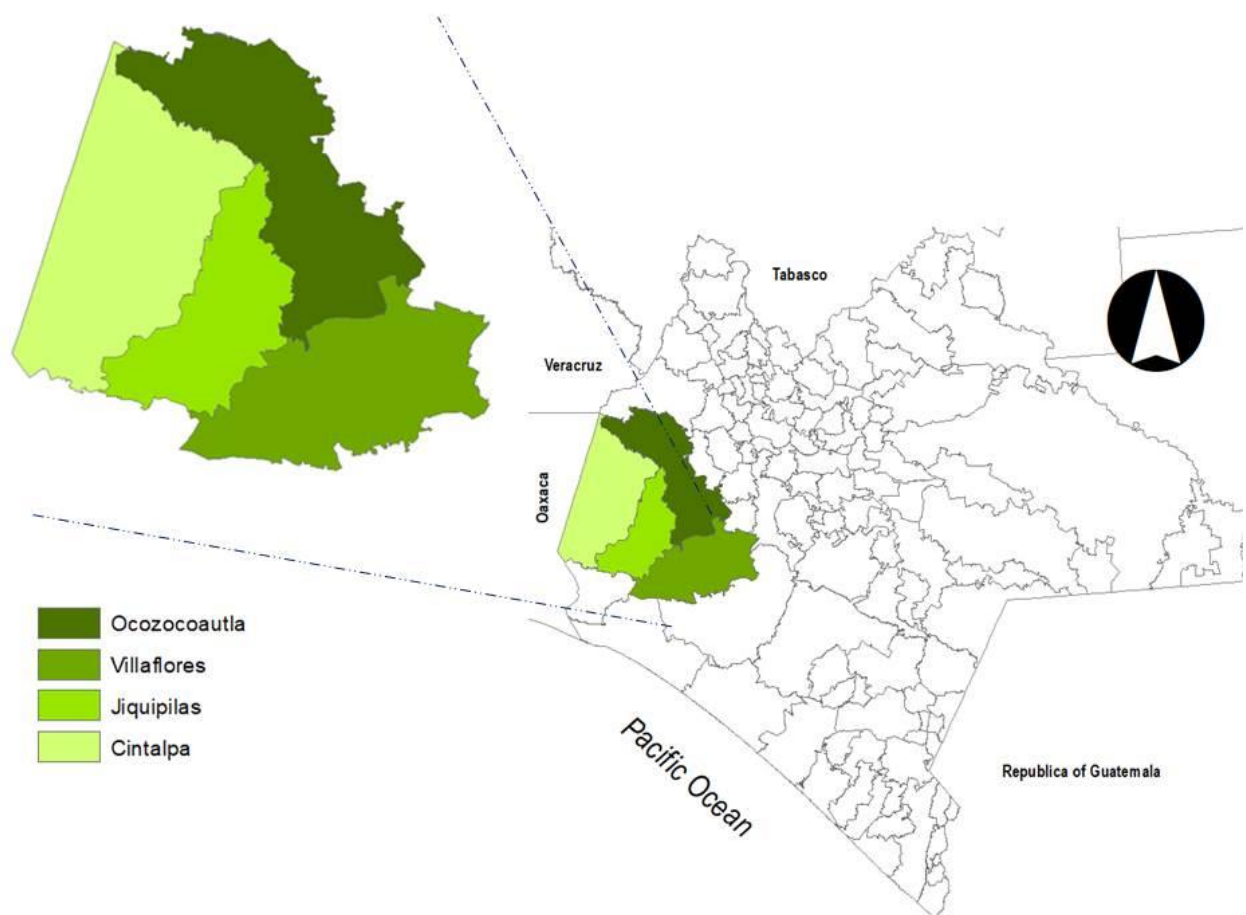 Tabasco
Veracruz
Oaxaca
Ocozocoautla
Villaflores
Jiquipilas
Cintalpa
Pacific Ocean
Republica of Guatemala